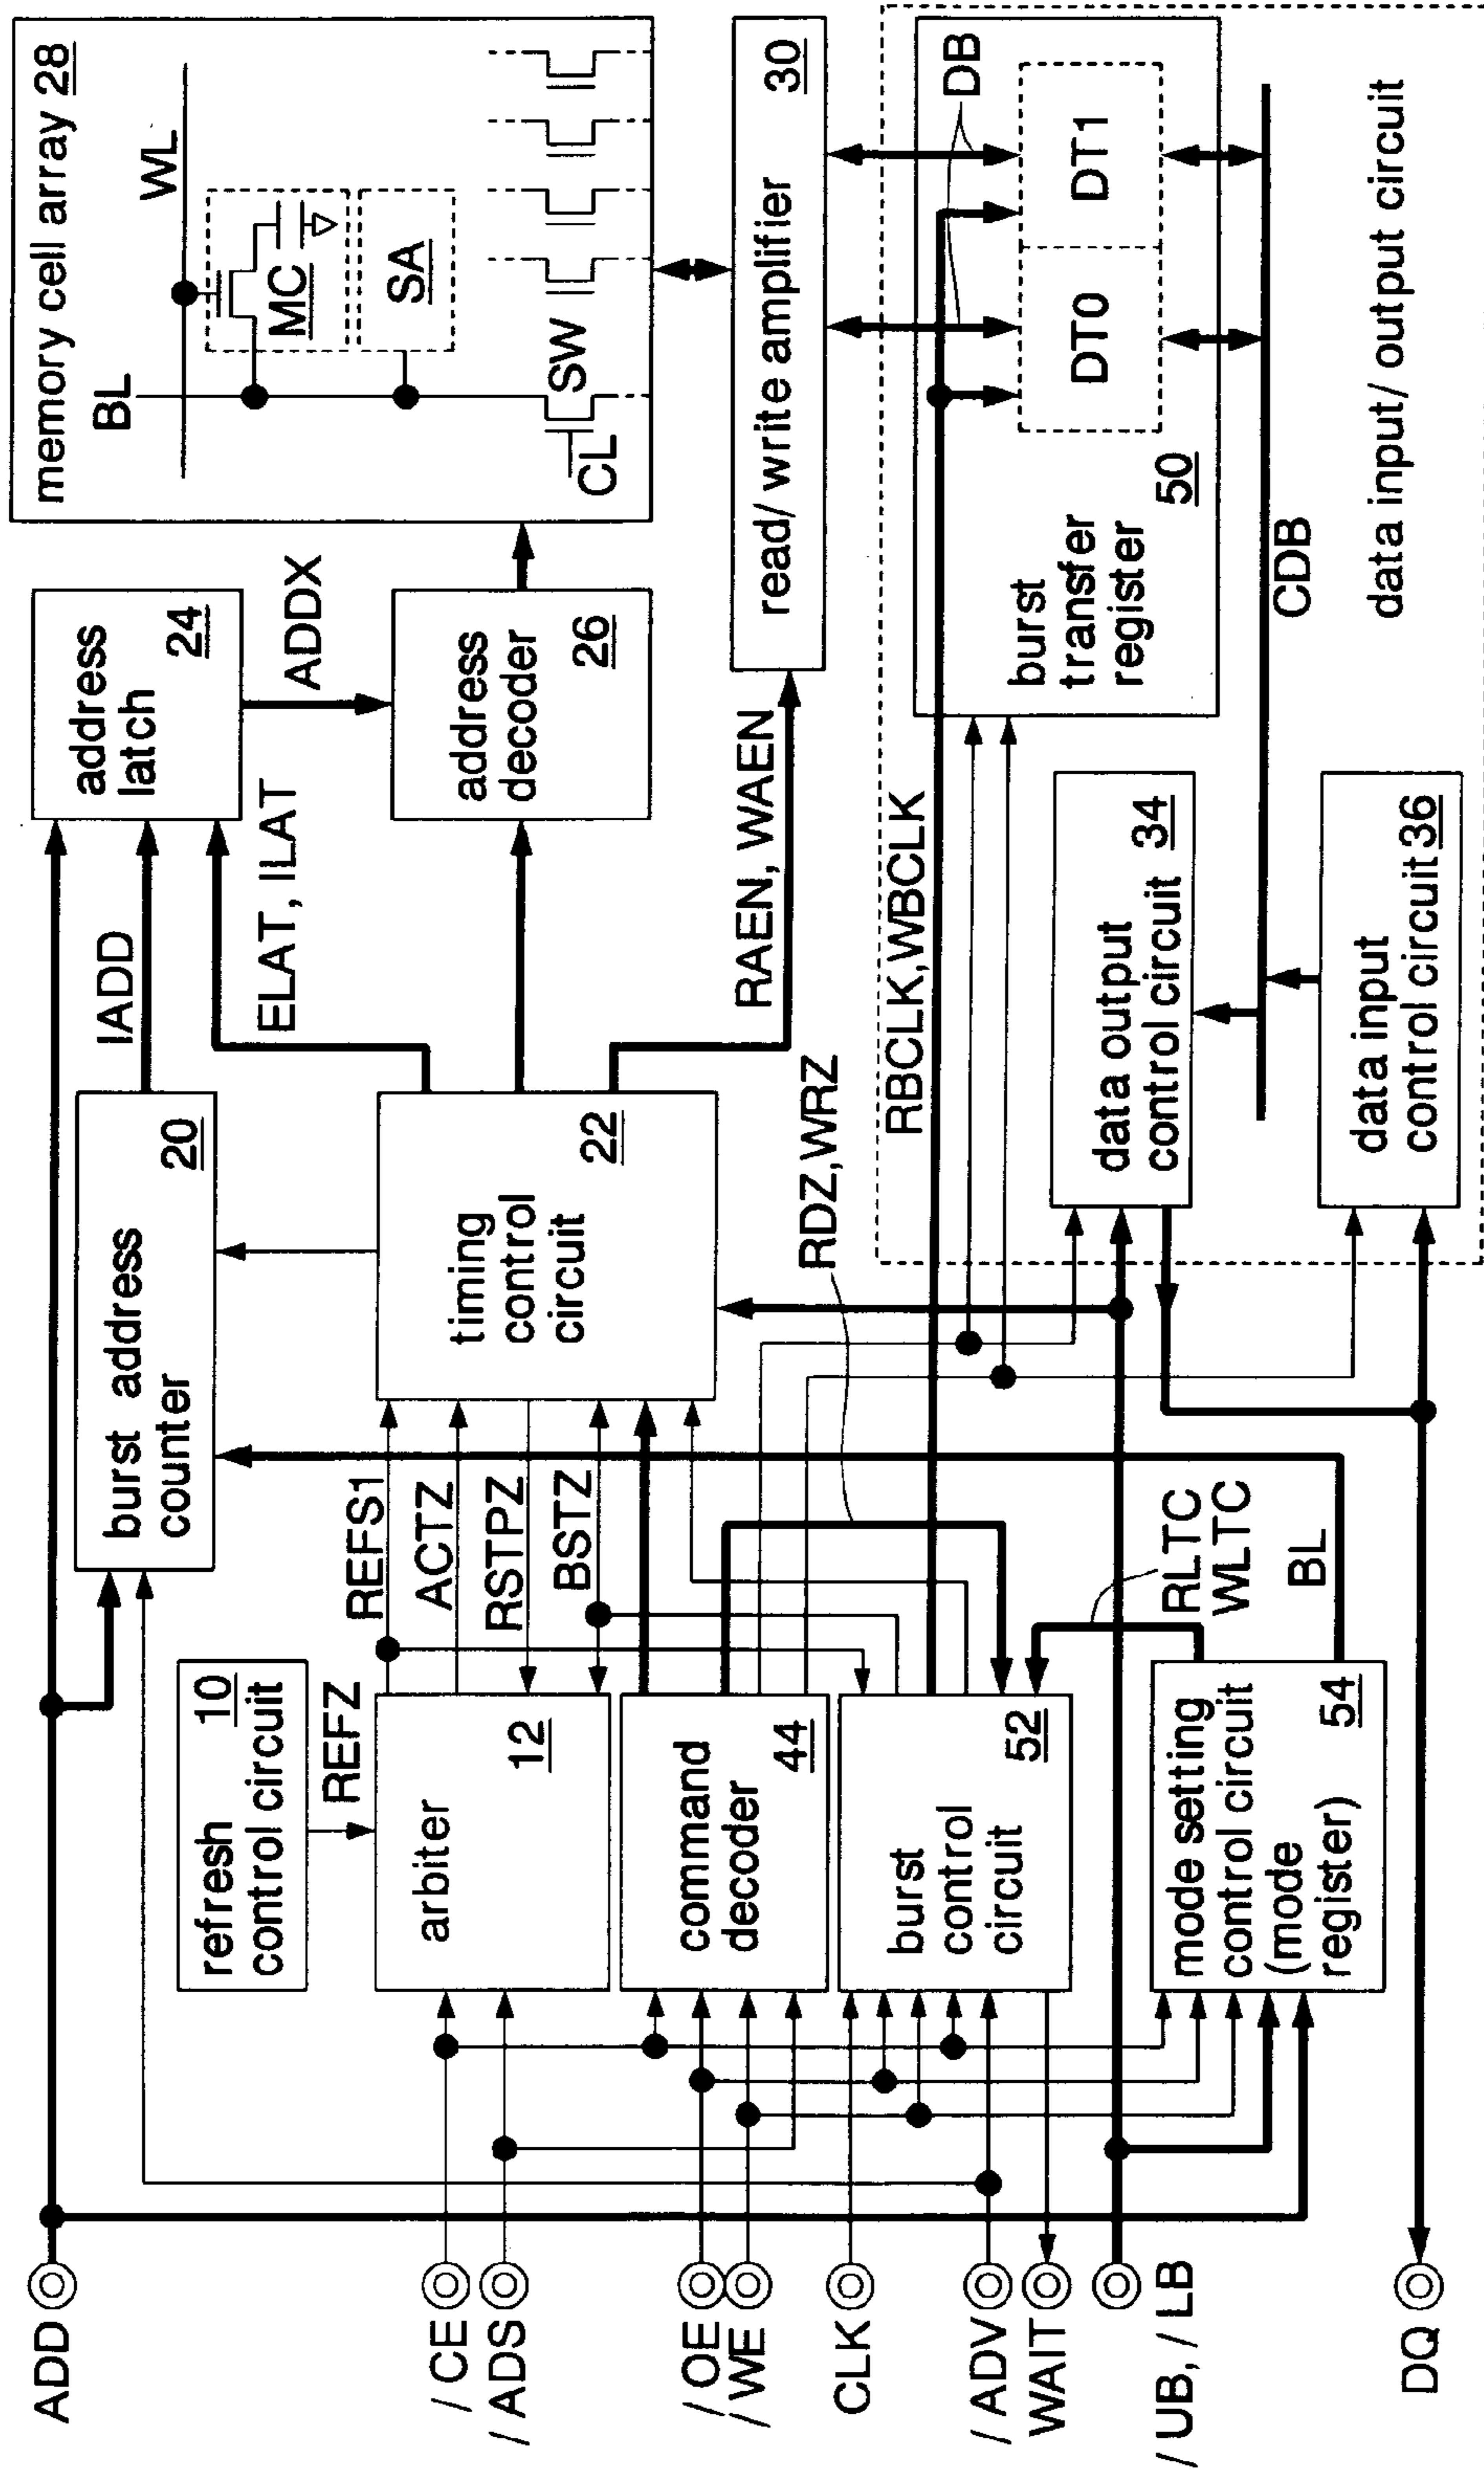 ADD
/ CE
/ ADS
/ OE
/ WE
CLK
/ ADV
WAIT
/ UB, / LB
DQ
refresh 10
control circuit
REFZ
arbiter
12
command
decoder
44
burst
control
circuit
52
mode setting
control circuit
(mode
register) 54
burst address
counter
20
REFS1
ACTZ
RSTPZ
BSTZ
RLTC
WLTC
BL
timing
control
circuit
22
RDZ,WRZ
IADD
ELAT, ILAT
RAEN, WAEN
RBCLK,WBCLK
address
latch
24
ADDX
address
decoder
26
memory cell array 28
BL
WL
MC
SA
SW
CL
read/ write amplifier 30
DB
burst
transfer
register
50
DT0
DT1
data output
control circuit 34
data input
control circuit 36
CDB
data input/ output circuit